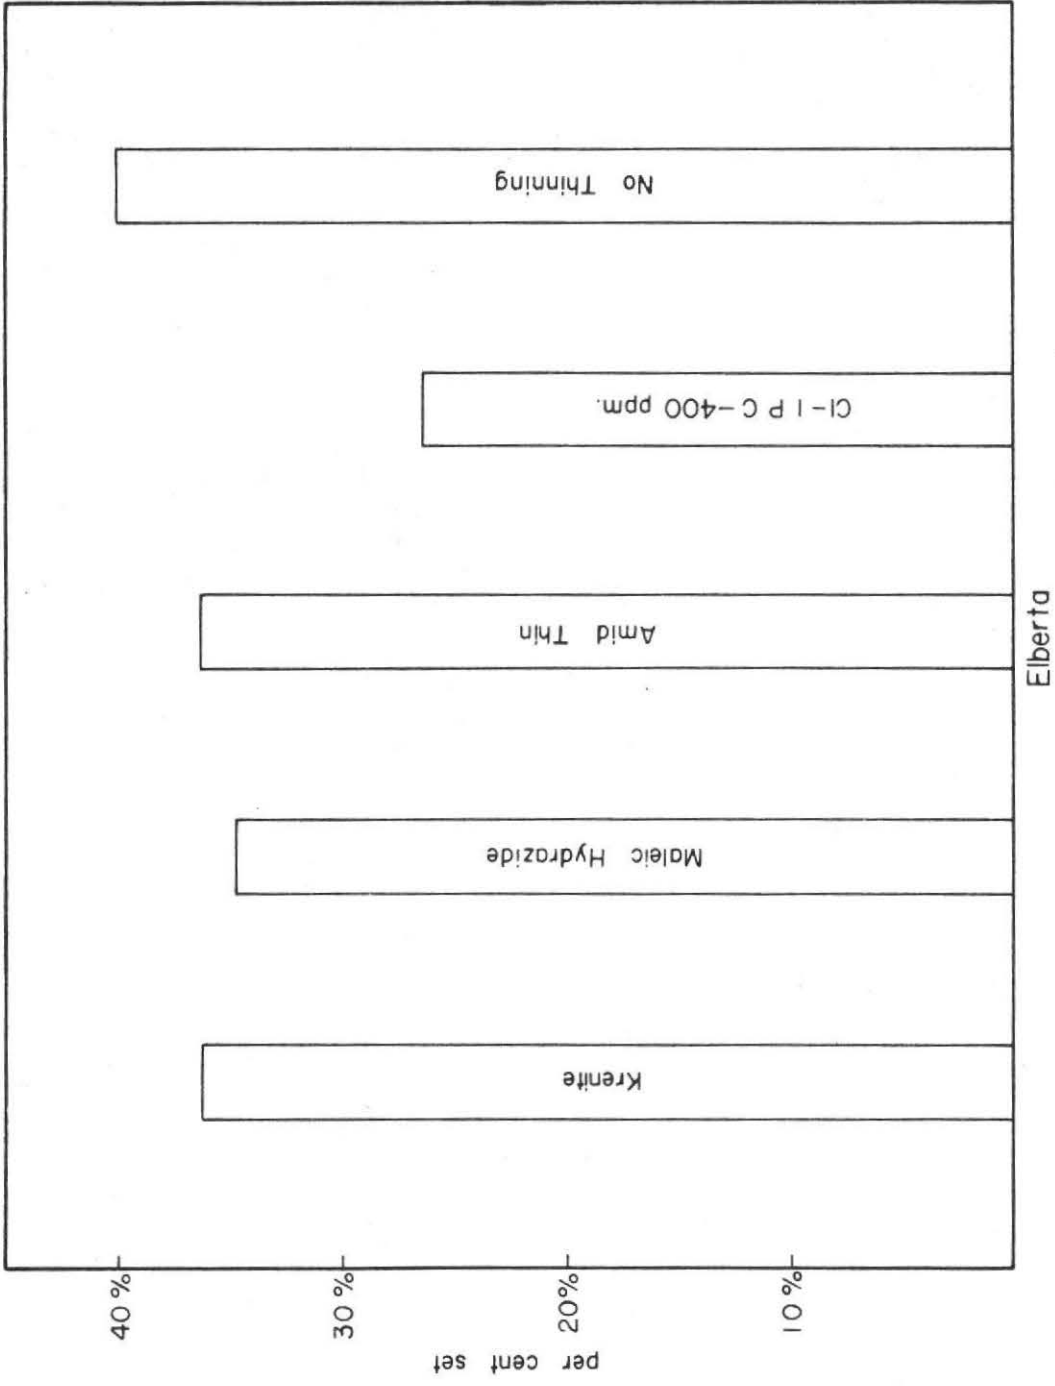 per cent set
40%
30%
20%
10%
Krenite
Maleic Hydrazide
Amid Thin
Cl-I P C-400 ppm.
No Thinning
Elberta